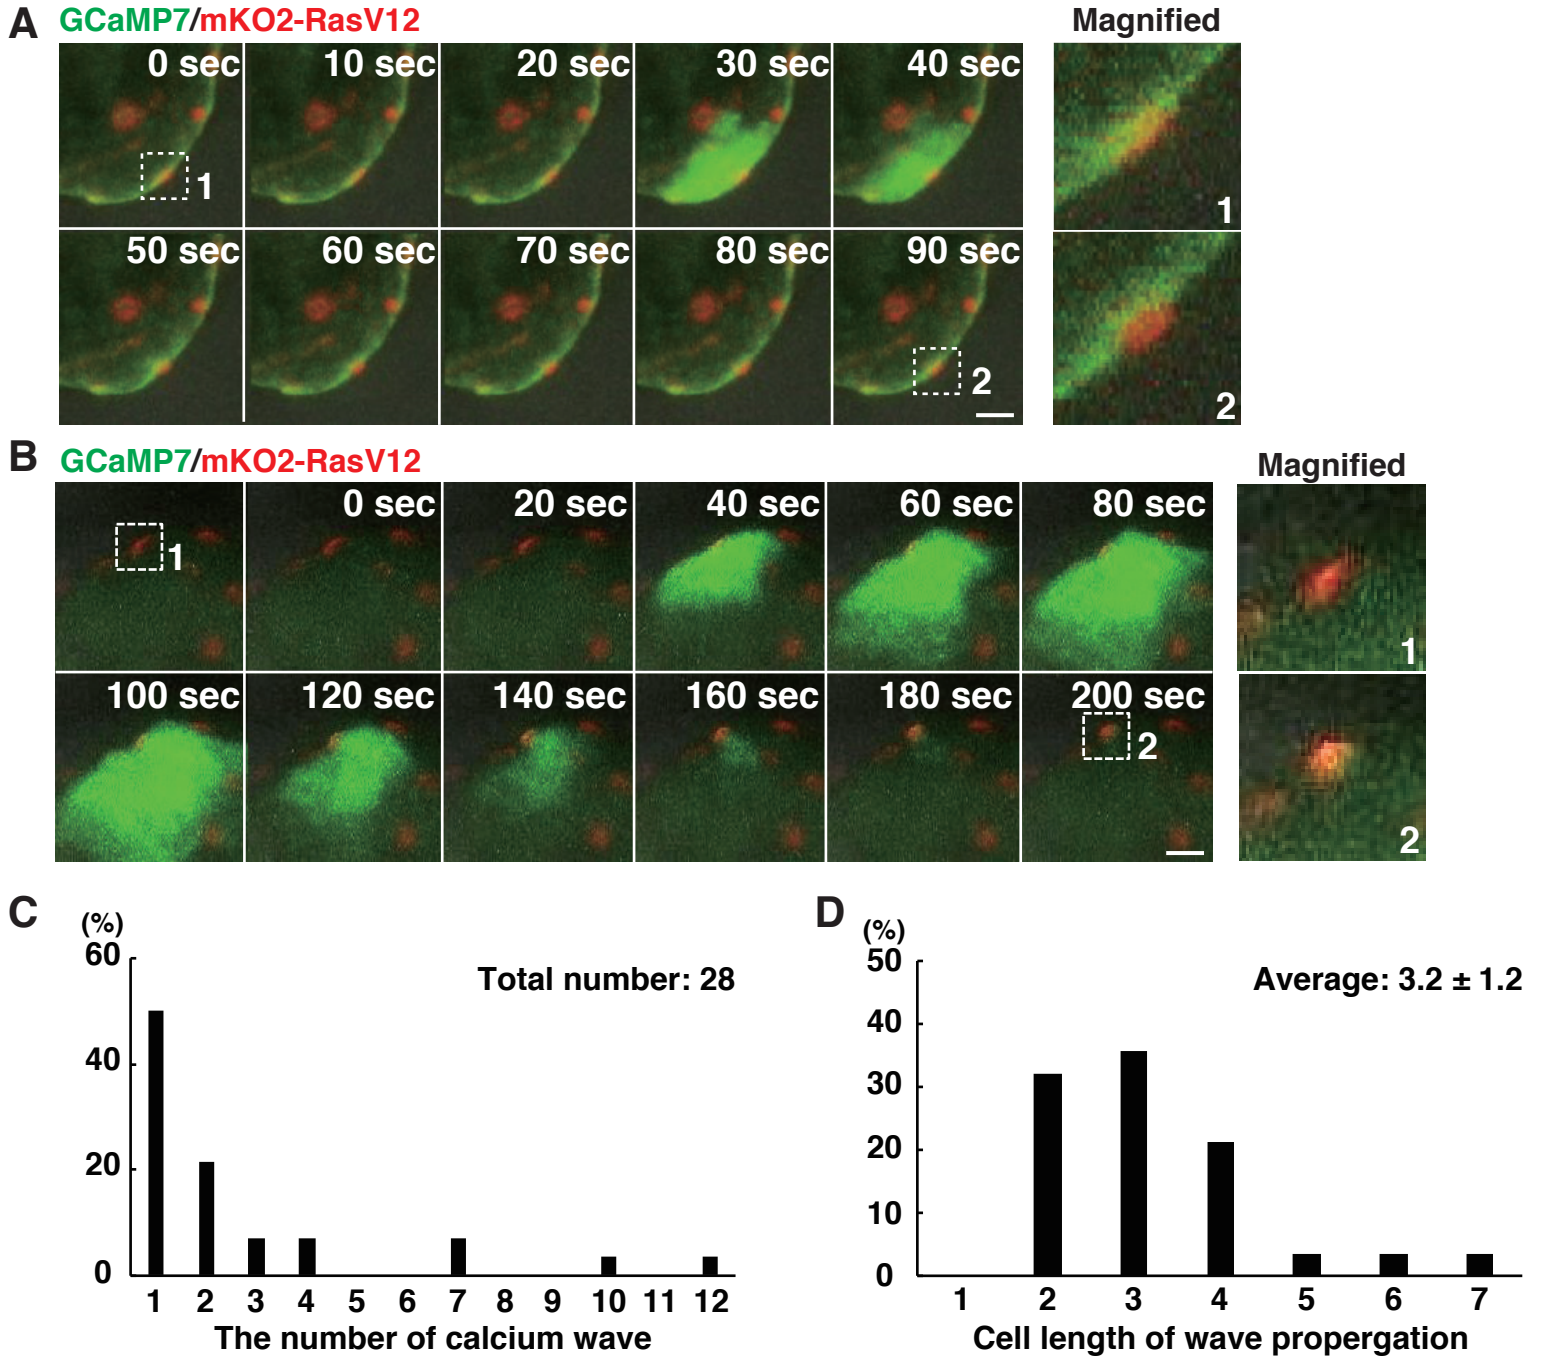 A
GCaMP7/mKO2-RasV12
Magnified
0 sec
10 sec
20 sec
30 sec
40 sec
1
1
50 sec
60 sec
70 sec
80 sec
90 sec
2
2
B
GCaMP7/mKO2-RasV12
Magnified
0 sec
20 sec
40 sec
60 sec
80 sec
1
1
100 sec
120 sec
140 sec
160 sec
180 sec
200 sec
2
2
C
(%)
60
40
20
0
Total number: 28
1 2 3 4 5 6 7 8 9 10 11 12
The number of calcium wave
D
(%)
50
40
30
20
10
0
Average: 3.2 ± 1.2
1 2 3 4 5 6 7
Cell length of wave propergation